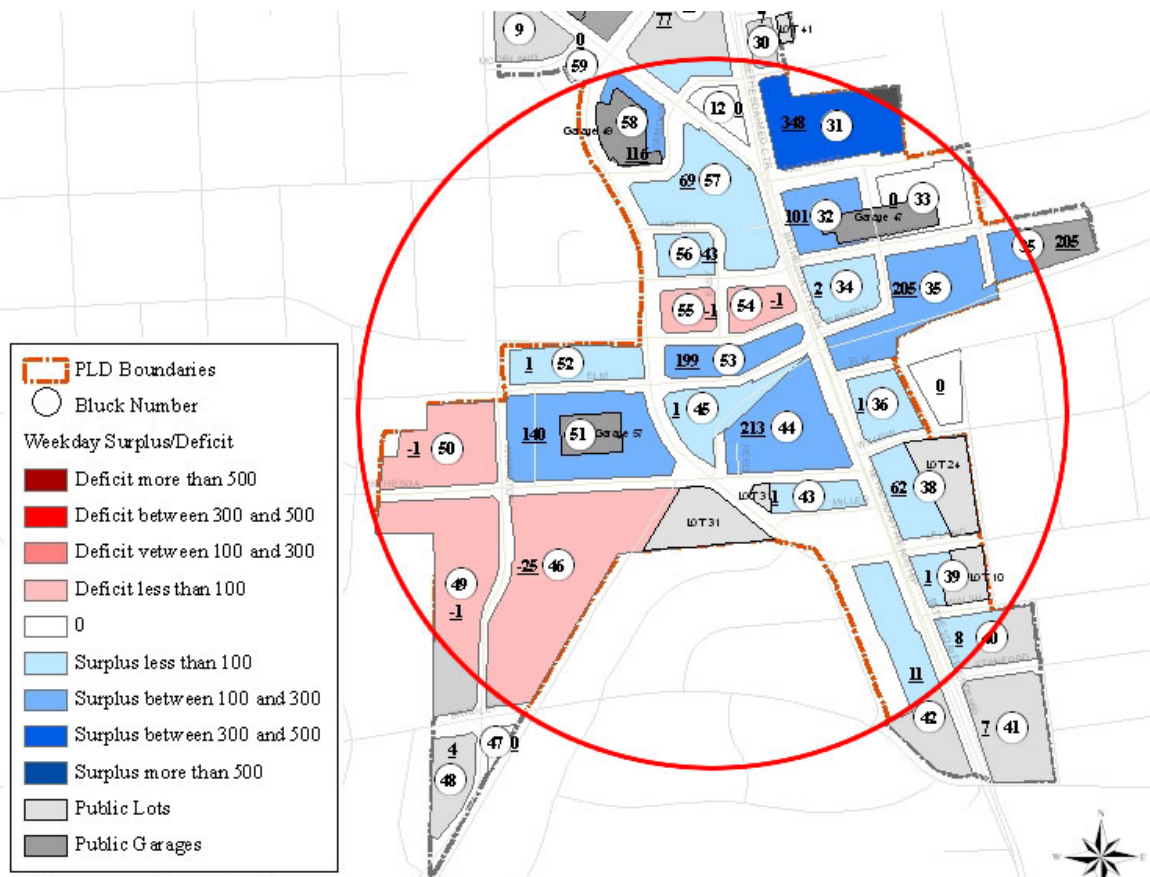 9
0
77
7
30
LOT 41
59
12
0
58
Garage 49
116
348
31
69
57
101
32
0
33
Garage 47
35
205
56
43
2
34
205
35
55
-1
54
-1
199
53
1
52
ELM
ELM
0
1
45
1
36
-1
50
140
51
Garage 57
213
44
LOT 24
62
38
LOT 31
LOT 3
1
43
MILLER
-25
46
49
-1
1
39
LOT 10
8
40
STANFORD
11
42
7
41
47
0
4
48
PLD Boundaries
Bluck Number
Weekday Surplus/Deficit
Deficit more than 500
Deficit between 300 and 500
Deficit vetween 100 and 300
Deficit less than 100
0
Surplus less than 100
Surplus between 100 and 300
Surplus between 300 and 500
Surplus more than 500
Public Lots
Public Garages
N
W
E